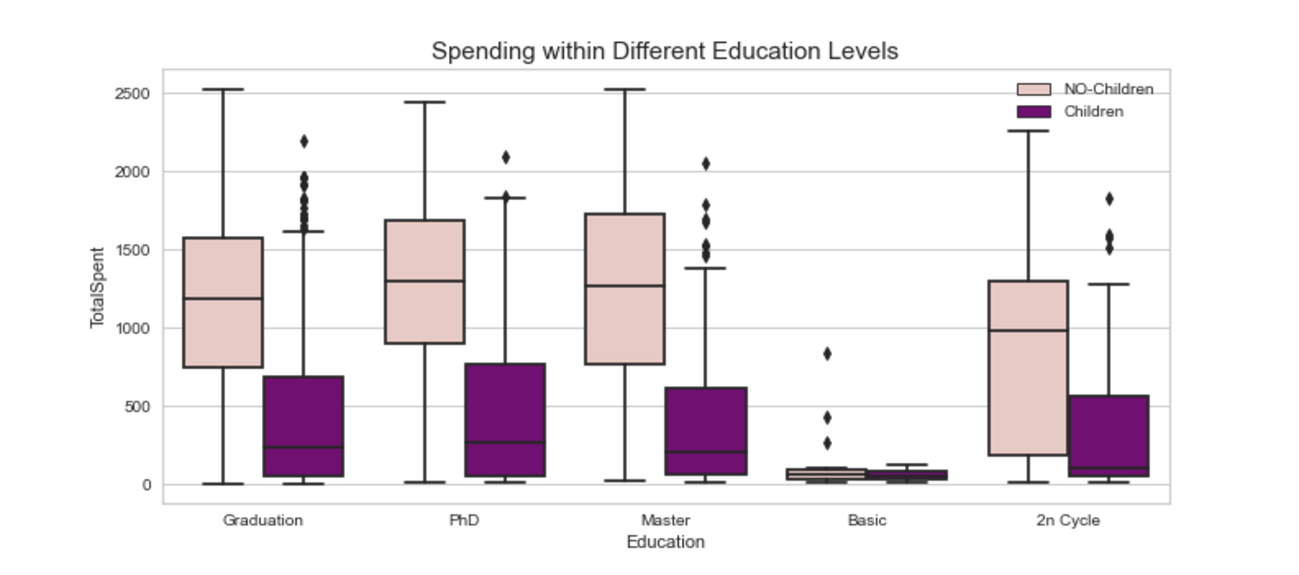 Spending within Different Education Levels
NO-Children
Children
2500
2000
1500
1000
500
0
TotalSpent
Graduation PhD Master Basic 2n Cycle
Education